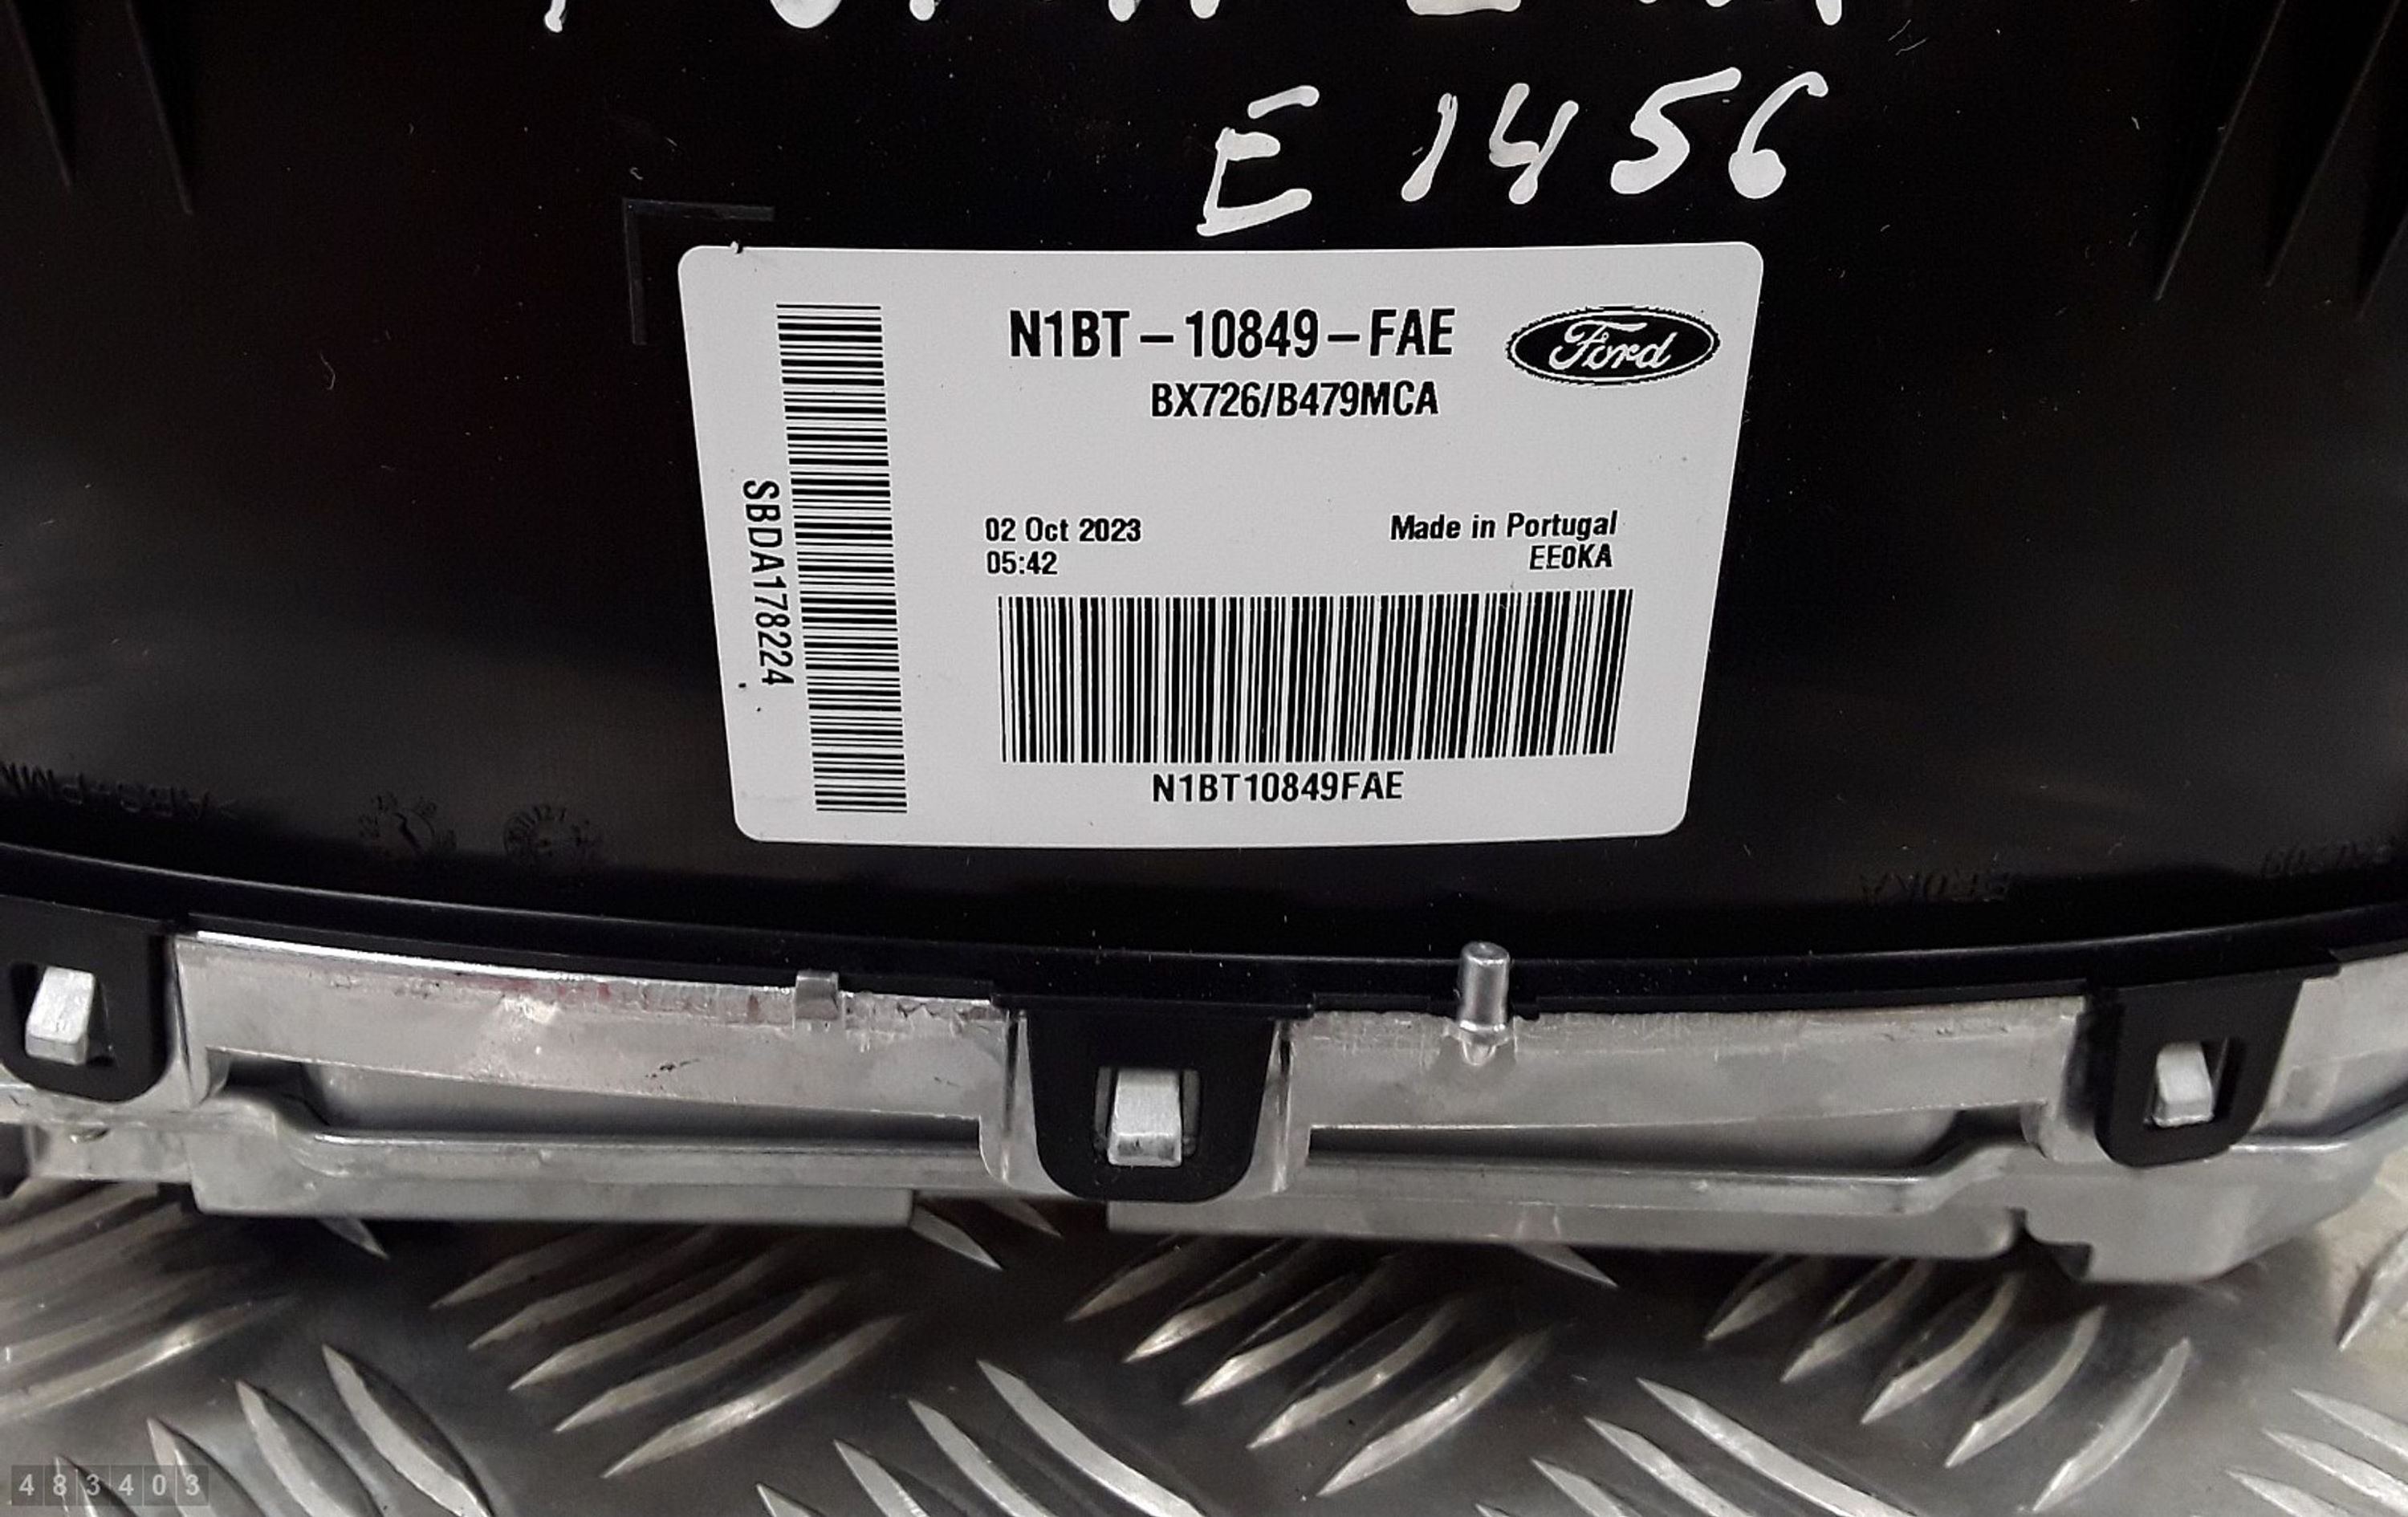 E 1456
N1BT-10849-FAE
Ford
BX726/B479MCA
02 Oct 2023
Made in Portugal
05:42
EE0KA
SBDA178224
N1BT10849FAE
483403